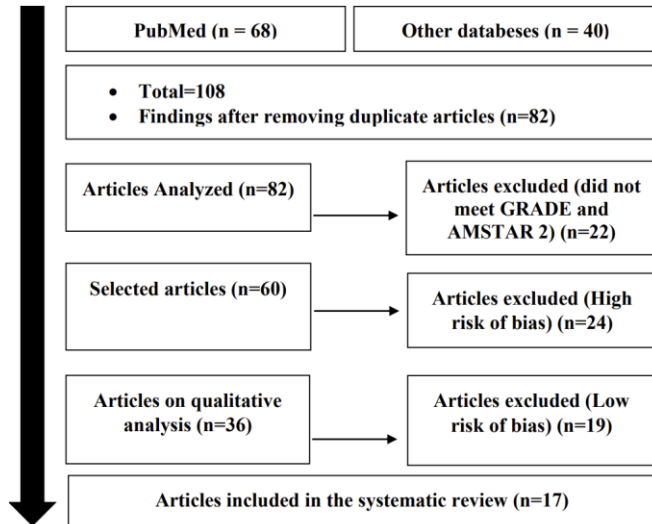 PubMed (n = 68)
Other databeses (n = 40)
• Total=108
• Findings after removing duplicate articles (n=82)
Articles Analyzed (n=82)
Articles excluded (did not
meet GRADE and
AMSTAR 2) (n=22)
Selected articles (n=60)
Articles excluded (High
risk of bias) (n=24)
Articles on qualitative
analysis (n=36)
Articles excluded (Low
risk of bias) (n=19)
Articles included in the systematic review (n=17)